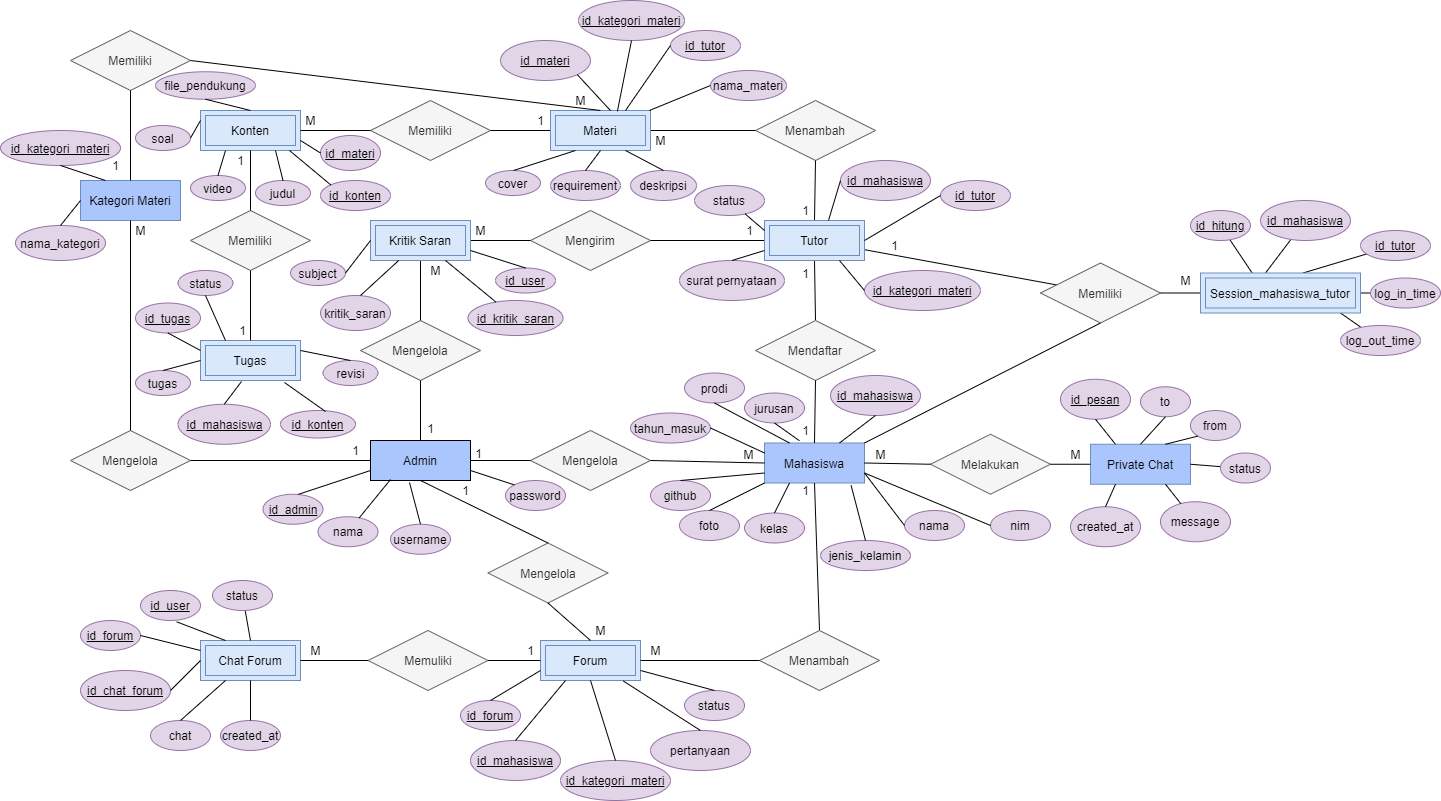 id_kategori_materi
id_tutor
id_materi
Memiliki
file_pendukung
nama_materi
M
Konten
M
Memiliki
1
Materi
M
Menambah
soal
id_materi
id_kategori_materi
1
1
video
judul
id_konten
cover
requirement
deskripsi
id_mahasiswa
Kategori Materi
status
id_tutor
1
nama_kategori
M
Memiliki
Kritik Saran
M
Mengirim
1
Tutor
1
id_hitung
id_mahasiswa
id_tutor
subject
M
id_user
surat pernyataan
1
id_kategori_materi
Memiliki
M
Session_mahasiswa_tutor
log_in_time
status
kritik_saran
id_kritik_saran
id_tugas
1
log_out_time
Tugas
Mengelola
Mendaftar
tugas
revisi
prodi
jurusan
id_mahasiswa
id_pesan
to
id_mahasiswa
id_konten
tahun_masuk
from
1
1
Mengelola
1
Admin
1
Mengelola
M
Mahasiswa
M
Melakukan
M
Private Chat
status
1
1
id_admin
password
github
nama
username
foto
kelas
nama
nim
created_at
message
jenis_kelamin
Mengelola
id_user
status
id_forum
M
Chat Forum
M
Memuliki
1
Forum
M
Menambah
id_chat_forum
chat
created_at
id_forum
status
id_mahasiswa
pertanyaan
id_kategori_materi